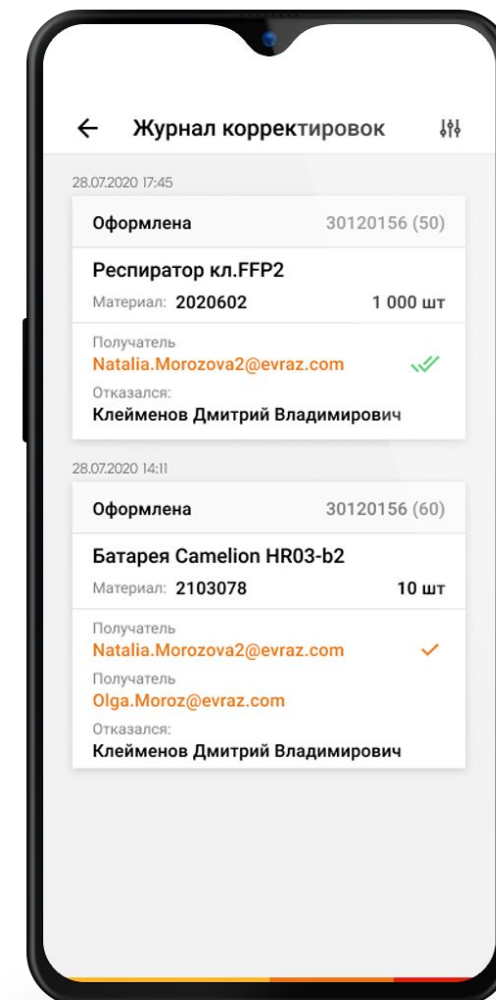 Журнал корректировок
28.07.2020 17:45
Оформлена 30120156 (50)
Респиратор кл.FFP2
Материал: 2020602 1 000 шт
Получатель
Natalia.Morozova2@evraz.com
Отказался:
Клейменов Дмитрий Владимирович
28.07.2020 14:11
Оформлена 30120156 (60)
Батарея Camelion HR03-b2
Материал: 2103078 10 шт
Получатель
Natalia.Morozova2@evraz.com
Получатель
Olga.Moroz@evraz.com
Отказался:
Клейменов Дмитрий Владимирович